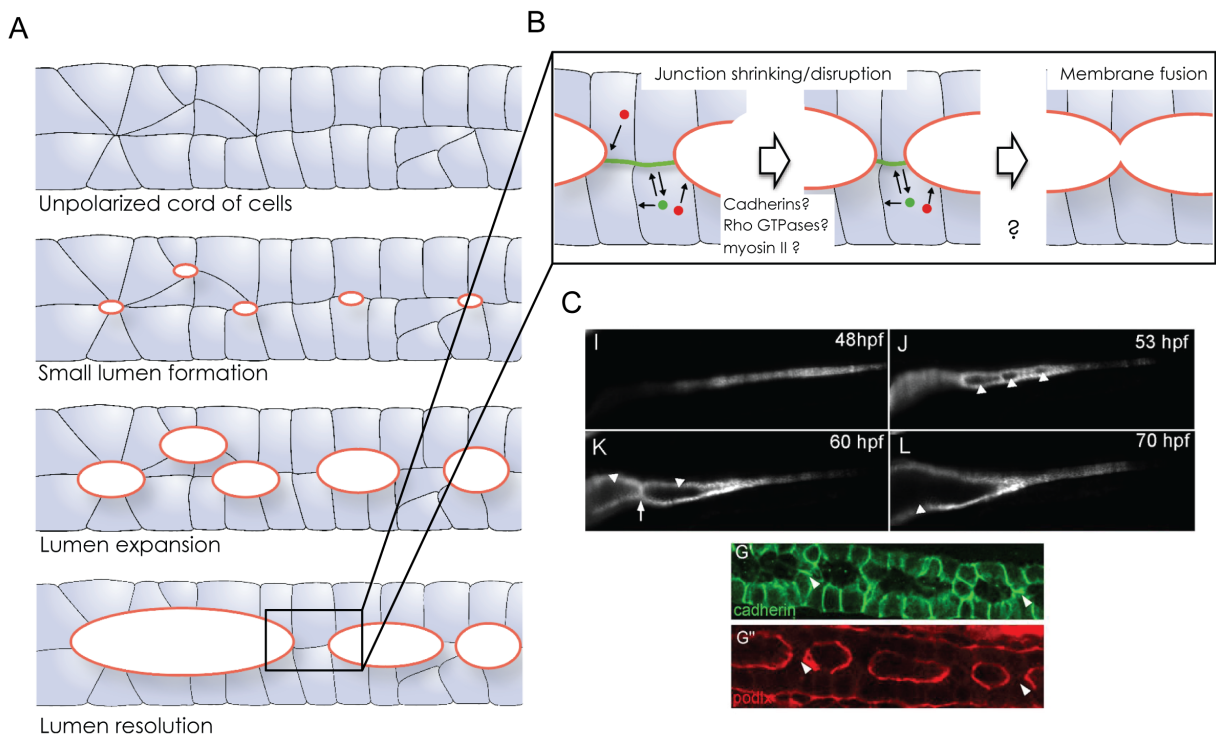 A
Unpolarized cord of cells
Small lumen formation
Lumen expansion
Lumen resolution
B
Junction shrinking/disruption
Membrane fusion
Cadherins?
Rho GTPases?
myosin II ?
?
C
I
48hpf
J
53 hpf
K
60 hpf
L
70 hpf
G
cadherin
G"
podlx